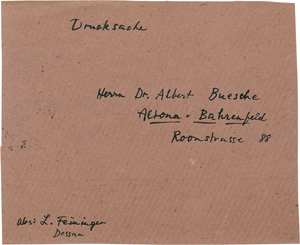 Drucksache
Herrn Dr. Albert Buesche
Altona-Bahrenfeld
Roonstrasse 88
abs: L. Feininger
Dessau